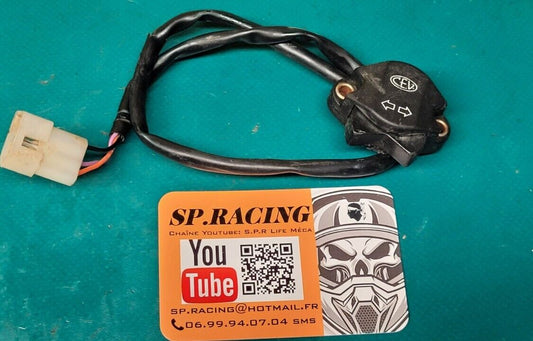 CEV
SP.RACING
Chaîne Youtube: S.P.R Life Méca
You
Tube
sp.racing@hotmail.fr
06.99.94.07.04 sms